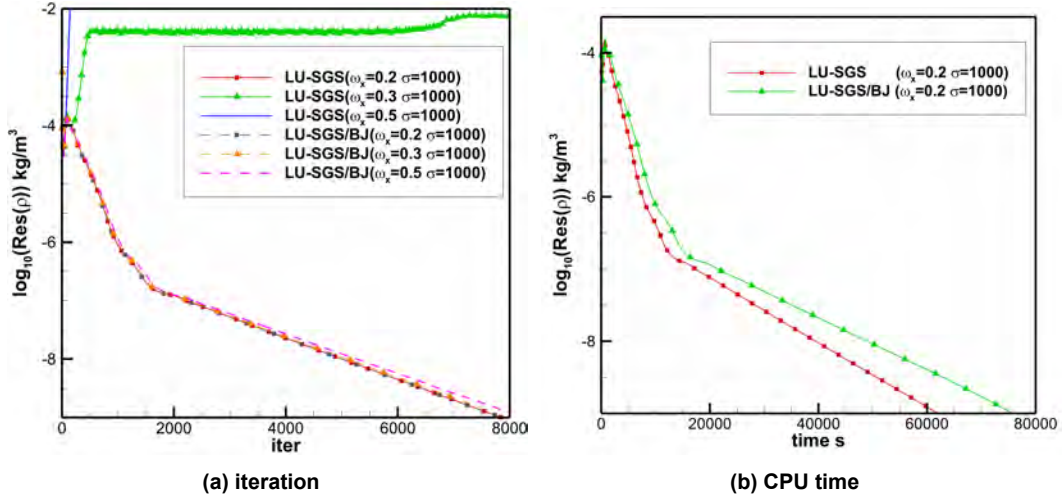 -2
-4
-6
-8
log₁₀(Res(ρ)) kg/m³
LU-SGS(ωₓ=0.2 σ=1000)
LU-SGS(ωₓ=0.3 σ=1000)
LU-SGS(ωₓ=0.5 σ=1000)
LU-SGS/BJ(ωₓ=0.2 σ=1000)
LU-SGS/BJ(ωₓ=0.3 σ=1000)
LU-SGS/BJ(ωₓ=0.5 σ=1000)
0 2000 4000 6000 8000
iter
(a) iteration
-4
-6
-8
log₁₀(Res(ρ)) kg/m³
LU-SGS (ωₓ=0.2 σ=1000)
LU-SGS/BJ (ωₓ=0.2 σ=1000)
0 20000 40000 60000 80000
time s
(b) CPU time